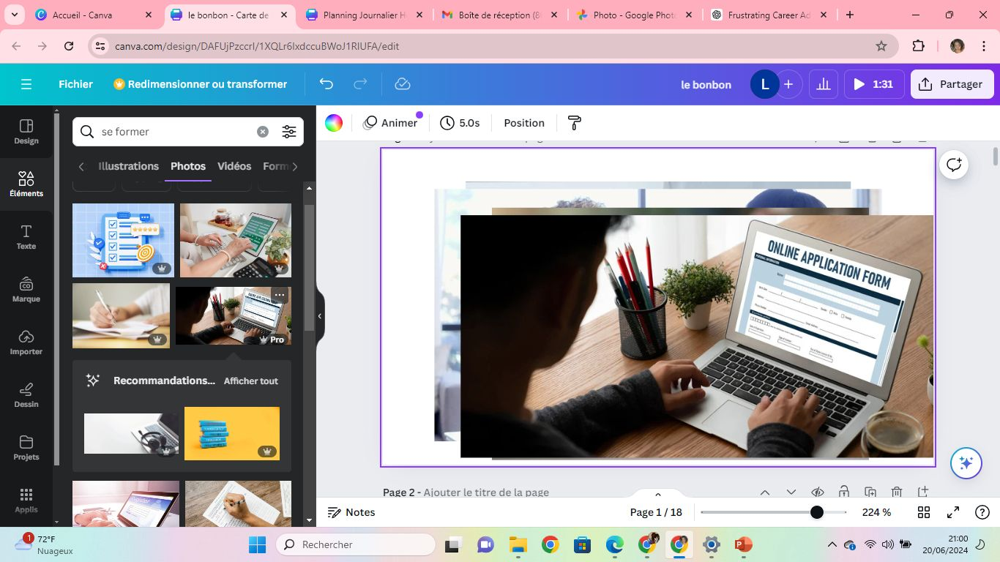 Accueil - Canva
le bonbon - Carte de
Planning Journalier H
Boîte de réception (8
Photo - Google Photo
Frustrating Career Ad
canva.com/design/DAFUjPzccrI/1XQLr6lxdccuBWoJ1RIUFA/edit
Fichier
Redimensionner ou transformer
le bonbon
L
1:31
Partager
Design
Éléments
Texte
Marque
Importer
Dessin
Projets
Applis
se former
Illustrations
Photos
Vidéos
Form
Pro
Recommandations...
Afficher tout
Animer
5.0s
Position
ONLINE APPLICATION FORM
PERSONAL INFORMATION
Page 2 - Ajouter le titre de la page
Notes
Page 1 / 18
224 %
1
72°F
Nuageux
Rechercher
21:00
20/06/2024